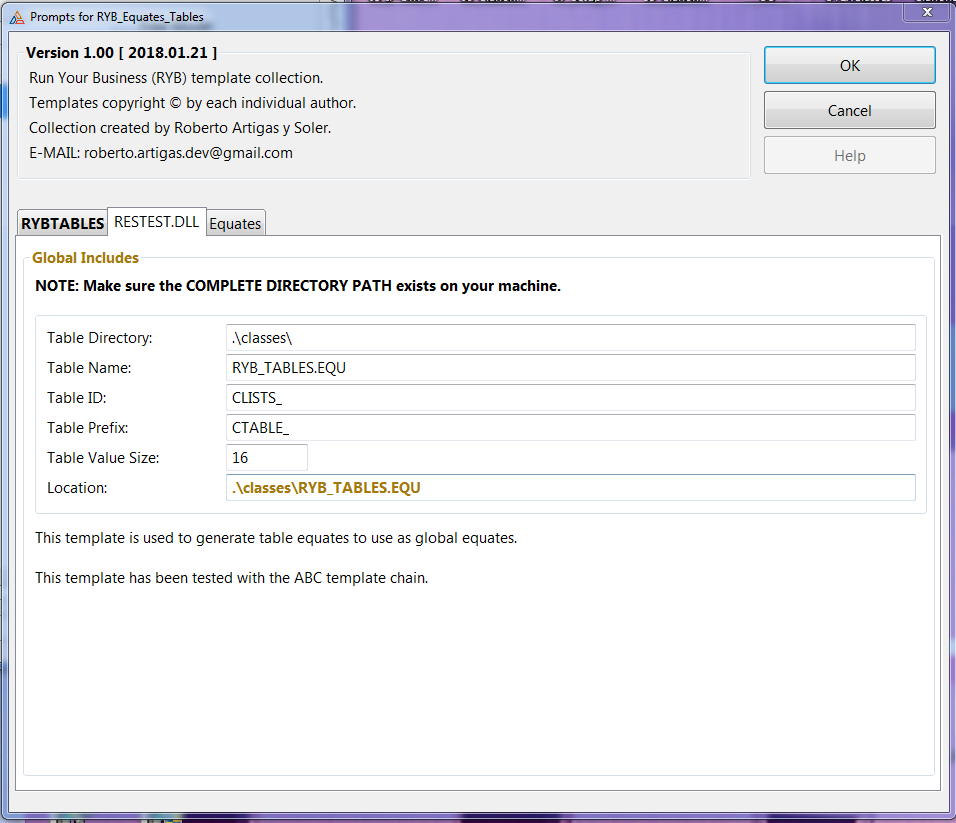 Prompts for RYB_Equates_Tables
Version 1.00 [ 2018.01.21 ]
Run Your Business (RYB) template collection.
Templates copyright © by each individual author.
Collection created by Roberto Artigas y Soler.
E-MAIL: roberto.artigas.dev@gmail.com
OK
Cancel
Help
RYBTABLES RESTEST.DLL Equates
Global Includes
NOTE: Make sure the COMPLETE DIRECTORY PATH exists on your machine.
Table Directory: .\classes\
Table Name: RYB_TABLES.EQU
Table ID: CLISTS_
Table Prefix: CTABLE_
Table Value Size: 16
Location: .\classes\RYB_TABLES.EQU
This template is used to generate table equates to use as global equates.
This template has been tested with the ABC template chain.